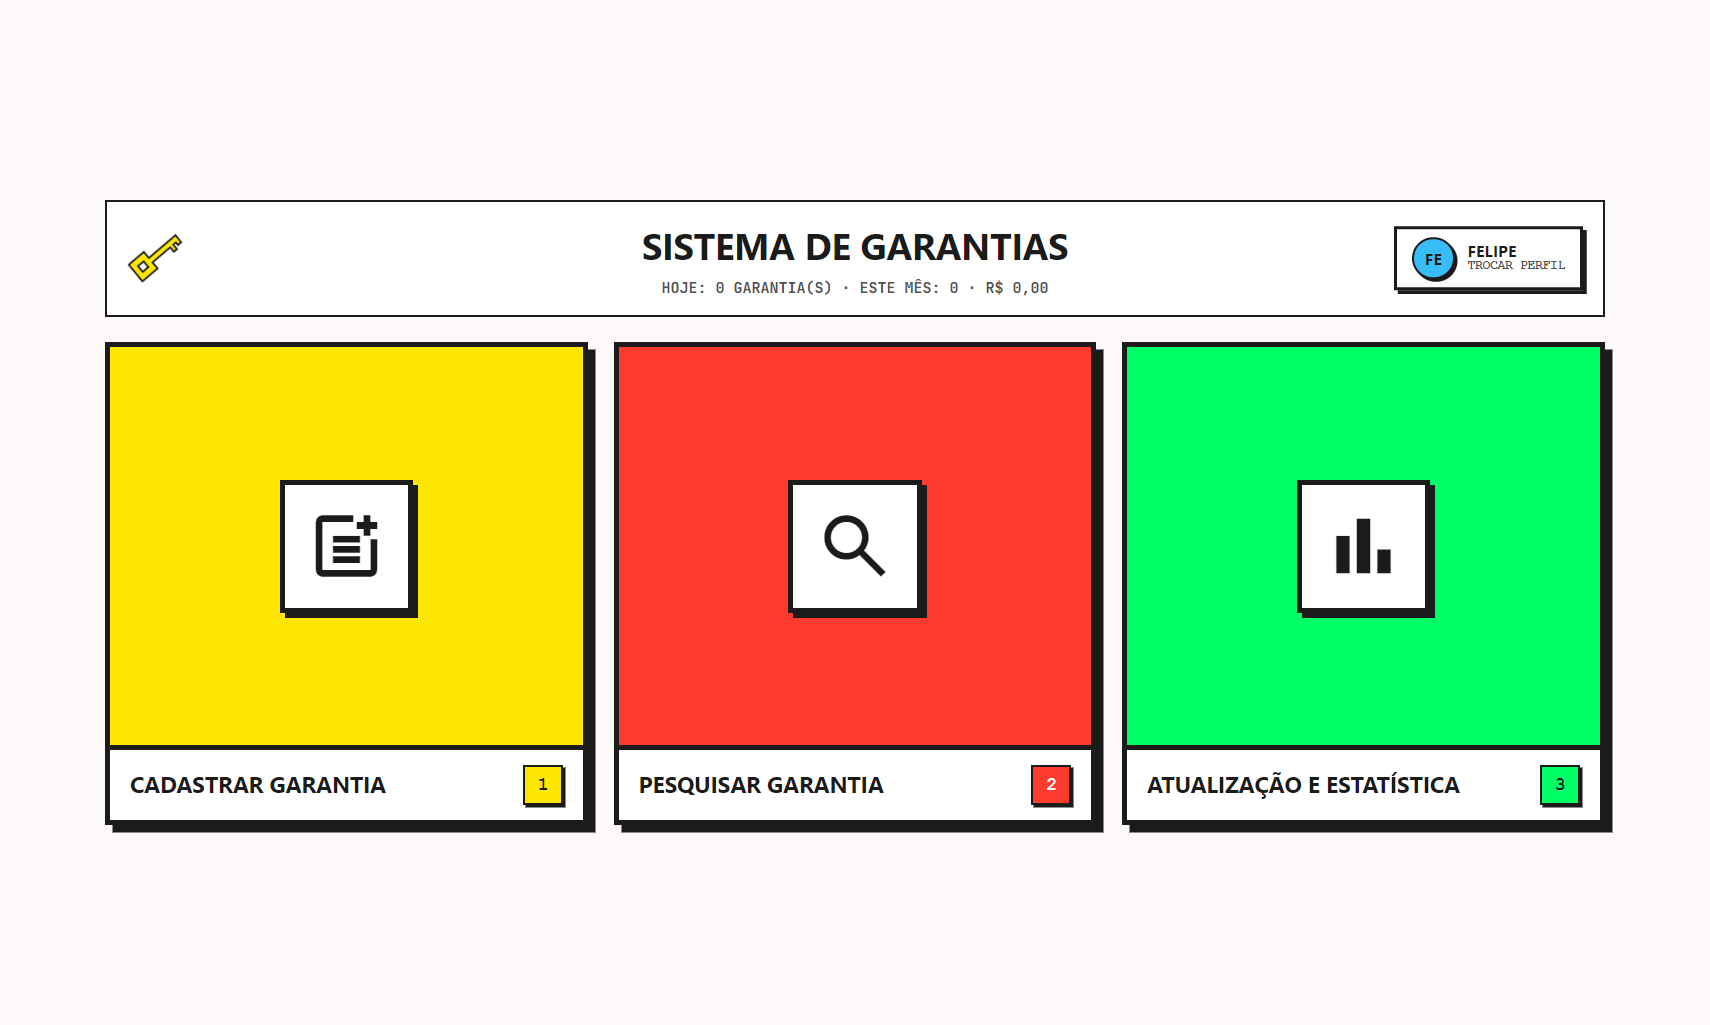 SISTEMA DE GARANTIAS
HOJE: 0 GARANTIA(S) · ESTE MÊS: 0 · R$ 0,00
FE
FELIPE
TROCAR PERFIL
CADASTRAR GARANTIA
1
PESQUISAR GARANTIA
2
ATUALIZAÇÃO E ESTATÍSTICA
3